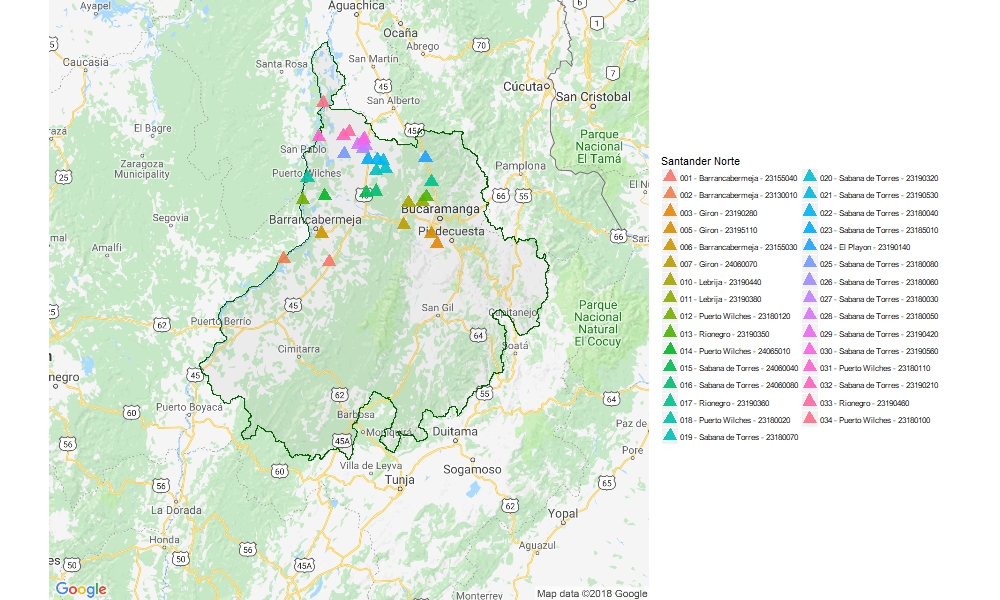 Ayapel
Aguachica
Ocaña
Abrego
70
1
6
Caucasia
Santa Rosa
San Martin
45
San Alberto
Cúcuta
San Cristobal
7
El Bagre
45A
San Pablo
Parque
Nacional
El Tamá
Zaragoza
Municipality
25
Puerto Wilches
Pamplona
66
55
El N
Segovia
Barrancabermeja
Bucaramanga
Piedecuesta
66
mal
Amalfi
San Gil
Capitanejo
Parque
Nacional
Natural
El Cocuy
62
45
Puerto Berrio
64
Soatá
Cimitarra
negro
45
62
55
64
60
Puerto Boyacá
Barbosa
Moniquirá
Duitama
Paz de
56
45A
Villa de Leyva
Pore
60
Tunja
Sogamoso
65
56
La Dorada
62
Yopal
Honda
56
50
50
45A
Aguazul
Monterrey
Google
Map data ©2018 Google
Santander Norte
001 - Barrancabermeja - 23155040
002 - Barrancabermeja - 23130010
003 - Giron - 23190280
005 - Giron - 23195110
006 - Barrancabermeja - 23155030
007 - Giron - 24060070
010 - Lebrija - 23190440
011 - Lebrija - 23190380
012 - Puerto Wilches - 23180120
013 - Rionegro - 23190350
014 - Puerto Wilches - 24065010
015 - Sabana de Torres - 24060040
016 - Sabana de Torres - 24060080
017 - Rionegro - 23190360
018 - Puerto Wilches - 23180020
019 - Sabana de Torres - 23180070
020 - Sabana de Torres - 23190320
021 - Sabana de Torres - 23190530
022 - Sabana de Torres - 23180040
023 - Sabana de Torres - 23185010
024 - El Playon - 23190140
025 - Sabana de Torres - 23180080
026 - Sabana de Torres - 23180060
027 - Sabana de Torres - 23180030
028 - Sabana de Torres - 23180050
029 - Sabana de Torres - 23190420
030 - Sabana de Torres - 23190560
031 - Puerto Wilches - 23180110
032 - Sabana de Torres - 23190210
033 - Rionegro - 23190460
034 - Puerto Wilches - 23180100